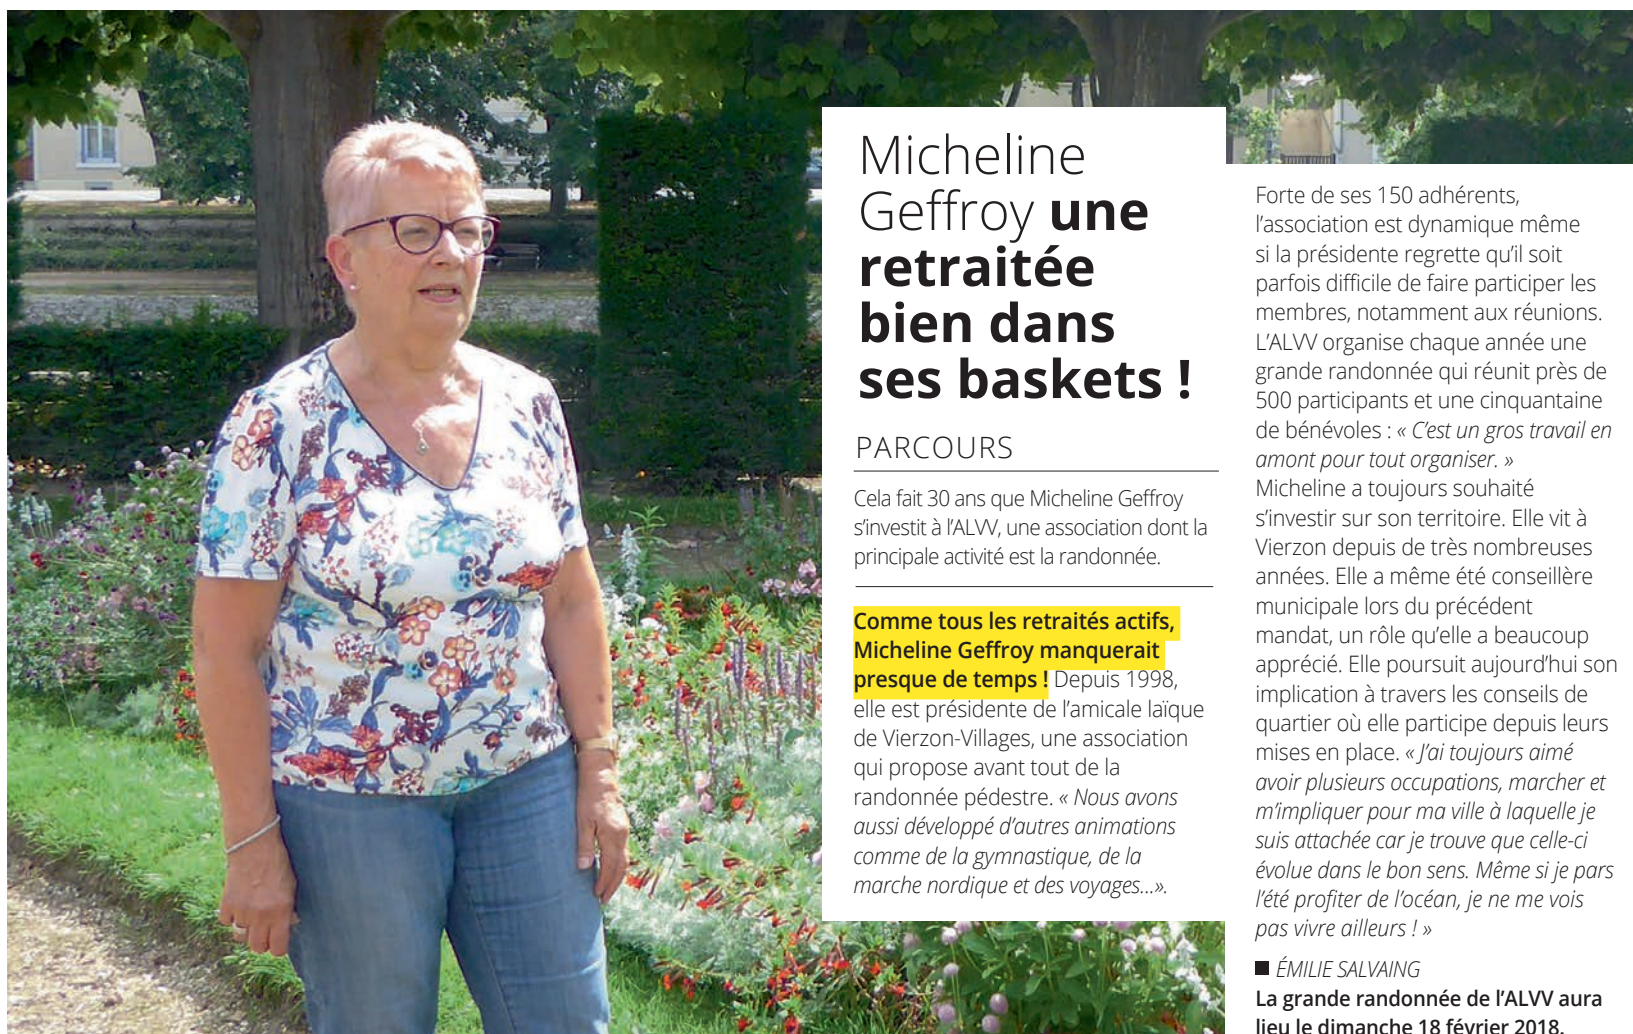 Micheline
Geffroy une
retraitée
bien dans
ses baskets !
PARCOURS
Cela fait 30 ans que Micheline Geffroy
s’investit à l’ALVV, une association dont la
principale activité est la randonnée.
Comme tous les retraités actifs,
Micheline Geffroy manquerait
presque de temps ! Depuis 1998,
elle est présidente de l’amicale laïque
de Vierzon-Villages, une association
qui propose avant tout de la
randonnée pédestre. « Nous avons
aussi développé d’autres animations
comme de la gymnastique, de la
marche nordique et des voyages...».
Forte de ses 150 adhérents,
l’association est dynamique même
si la présidente regrette qu’il soit
parfois difficile de faire participer les
membres, notamment aux réunions.
L’ALVV organise chaque année une
grande randonnée qui réunit près de
500 participants et une cinquantaine
de bénévoles : « C’est un gros travail en
amont pour tout organiser. »
Micheline a toujours souhaité
s’investir sur son territoire. Elle vit à
Vierzon depuis de très nombreuses
années. Elle a même été conseillère
municipale lors du précédent
mandat, un rôle qu’elle a beaucoup
apprécié. Elle poursuit aujourd’hui son
implication à travers les conseils de
quartier où elle participe depuis leurs
mises en place. « J’ai toujours aimé
avoir plusieurs occupations, marcher et
m’impliquer pour ma ville à laquelle je
suis attachée car je trouve que celle-ci
évolue dans le bon sens. Même si je pars
l’été profiter de l’océan, je ne me vois
pas vivre ailleurs ! »
■ ÉMILIE SALVAING
La grande randonnée de l’ALVV aura
lieu le dimanche 18 février 2018.